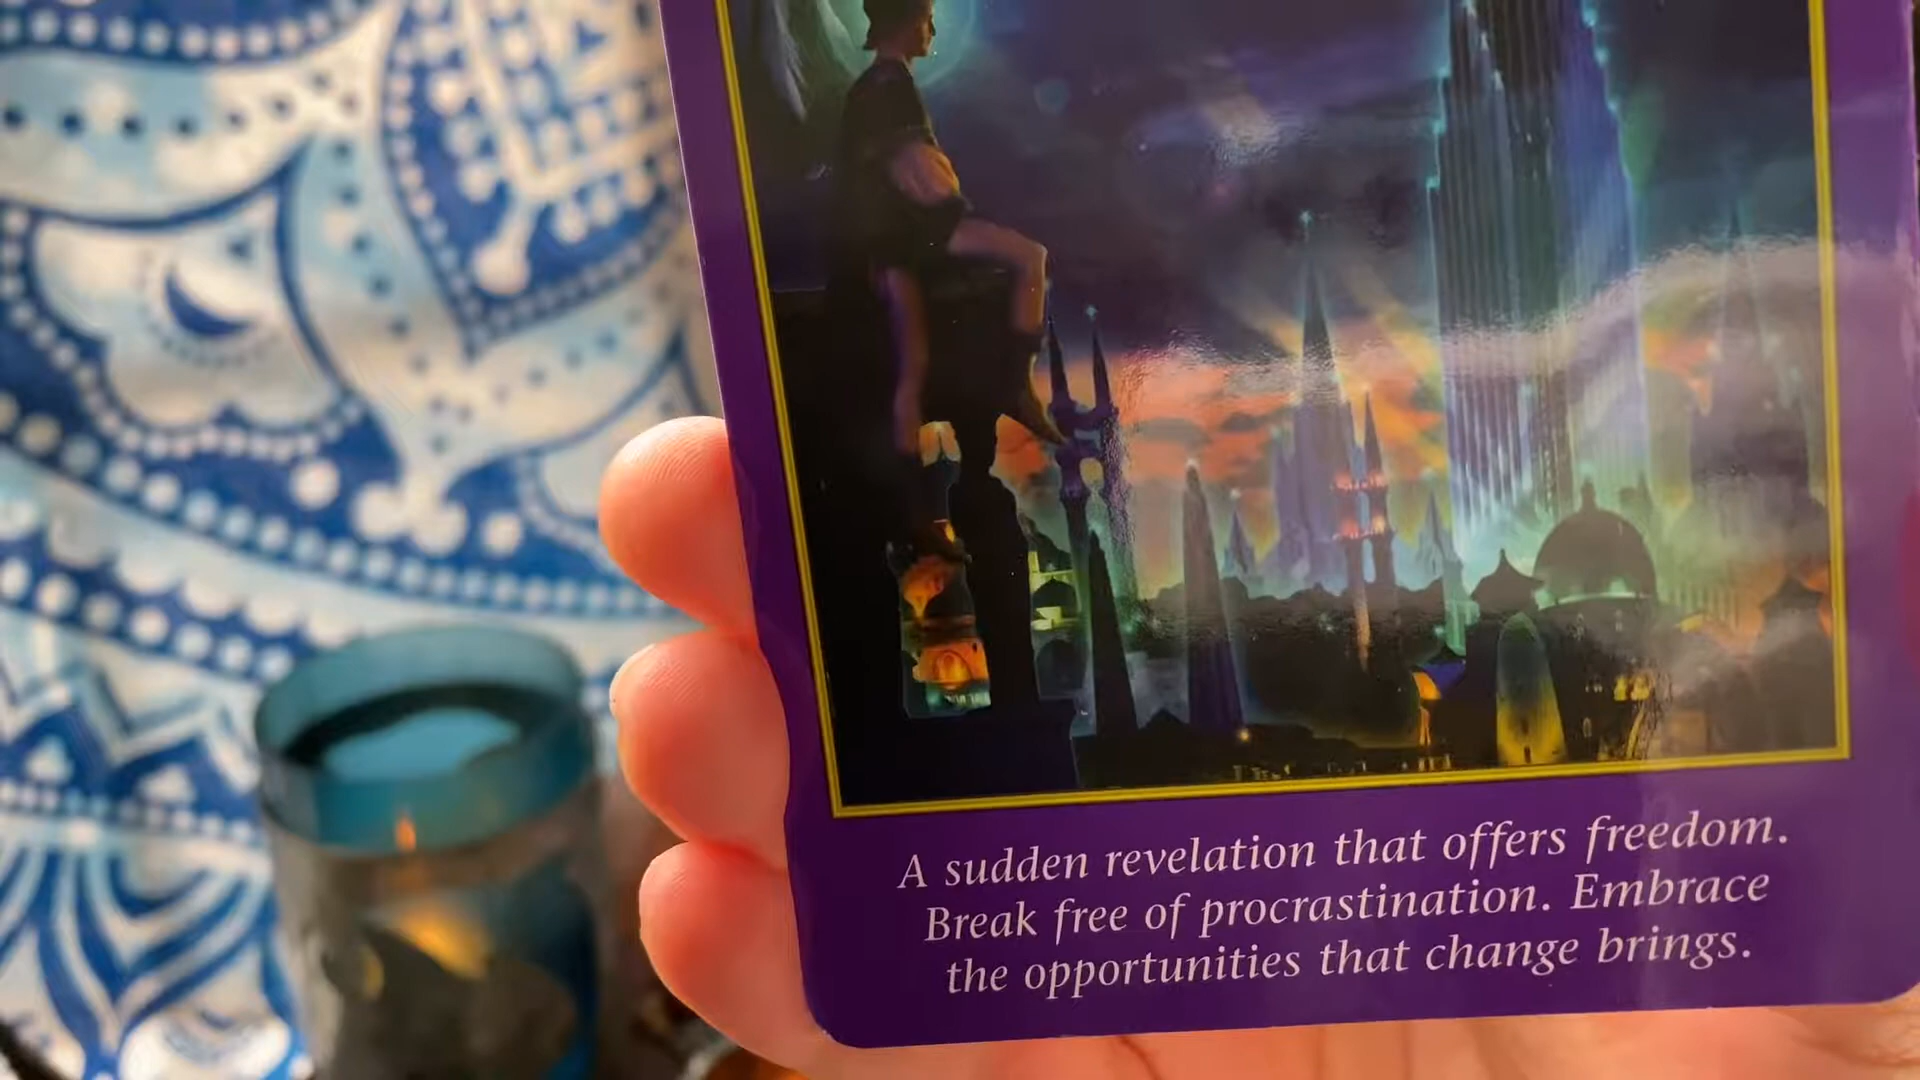 A sudden revelation that offers freedom.
Break free of procrastination. Embrace
the opportunities that change brings.